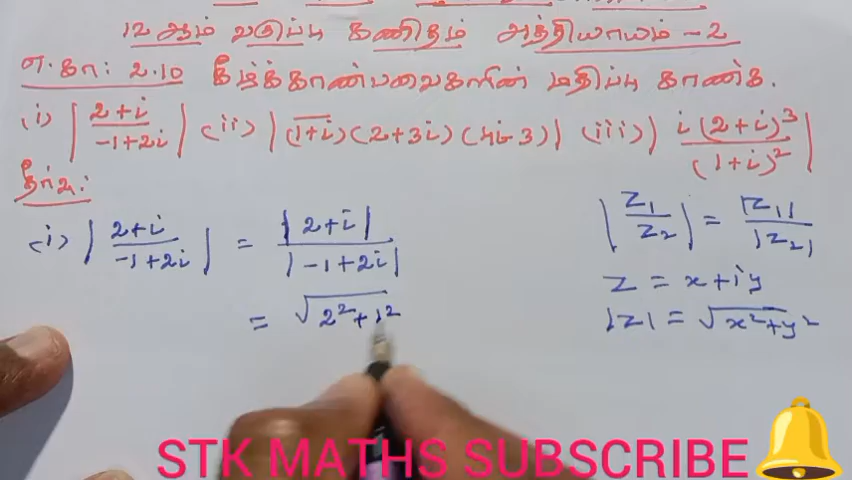 12 ஆம் வகுப்பு கணிதம் அத்தியாயம் - 2
எ.கா: 2.10 கீழ்க்காண்பவைகளின் மதிப்பு காண்க.
(i) | (2+i)/(-1+2i) | (ii) | (\overline{1+i})(2+3i)(4i-3) | (iii) | i(2+i)^3/(1+i)^2 |
தீர்வு:
(i) | (2+i)/(-1+2i) | = |2+i|/|-1+2i|
= √(2²+1²)
| Z₁/Z₂ | = |Z₁|/|Z₂|
Z = x+iy
|Z| = √(x²+y²)
STK MATHS SUBSCRIBE